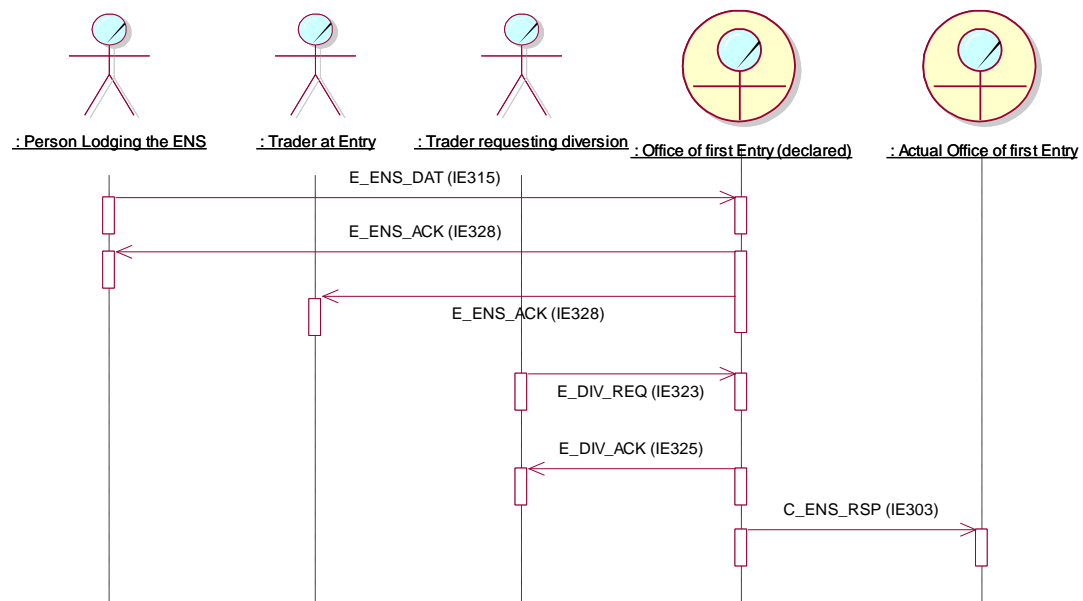 : Person Lodging the ENS
: Trader at Entry
: Trader requesting diversion
: Office of first Entry (declared)
: Actual Office of first Entry
E_ENS_DAT (IE315)
E_ENS_ACK (IE328)
E_ENS_ACK (IE328)
E_DIV_REQ (IE323)
E_DIV_ACK (IE325)
C_ENS_RSP (IE303)